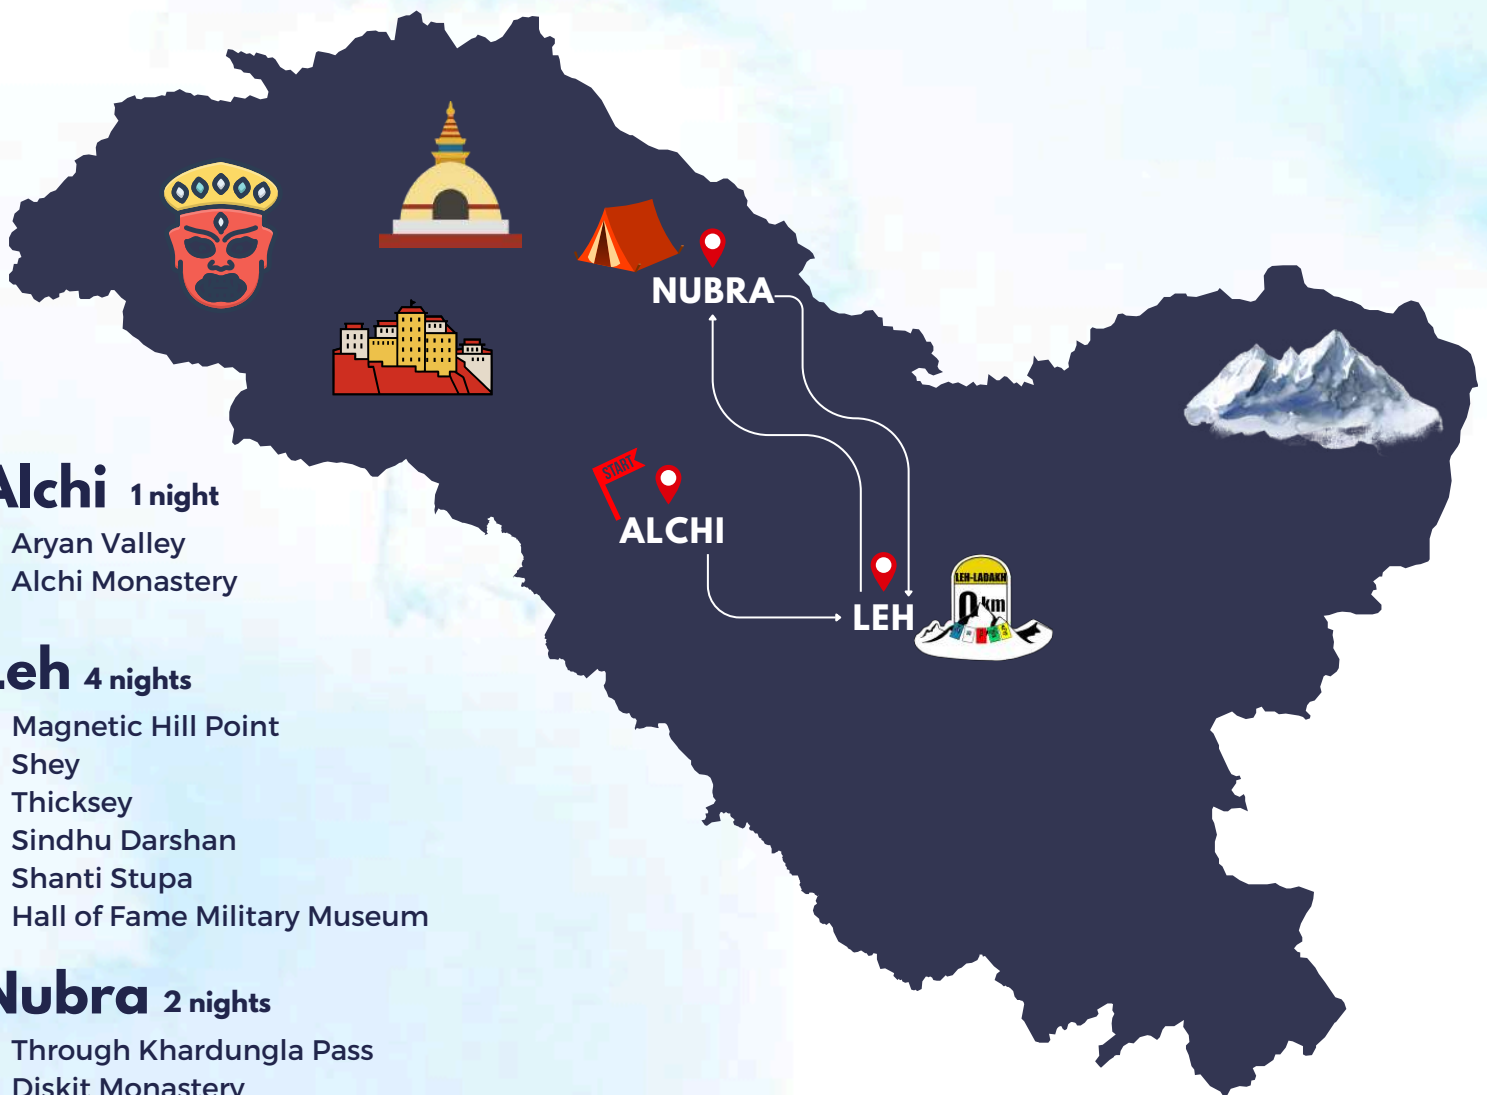 NUBRA
START
ALCHI
LEH-LADAKH
0 km
LEH
Alchi 1 night
Aryan Valley
Alchi Monastery
Leh 4 nights
Magnetic Hill Point
Shey
Thicksey
Sindhu Darshan
Shanti Stupa
Hall of Fame Military Museum
Nubra 2 nights
Through Khardungla Pass
Diskit Monastery